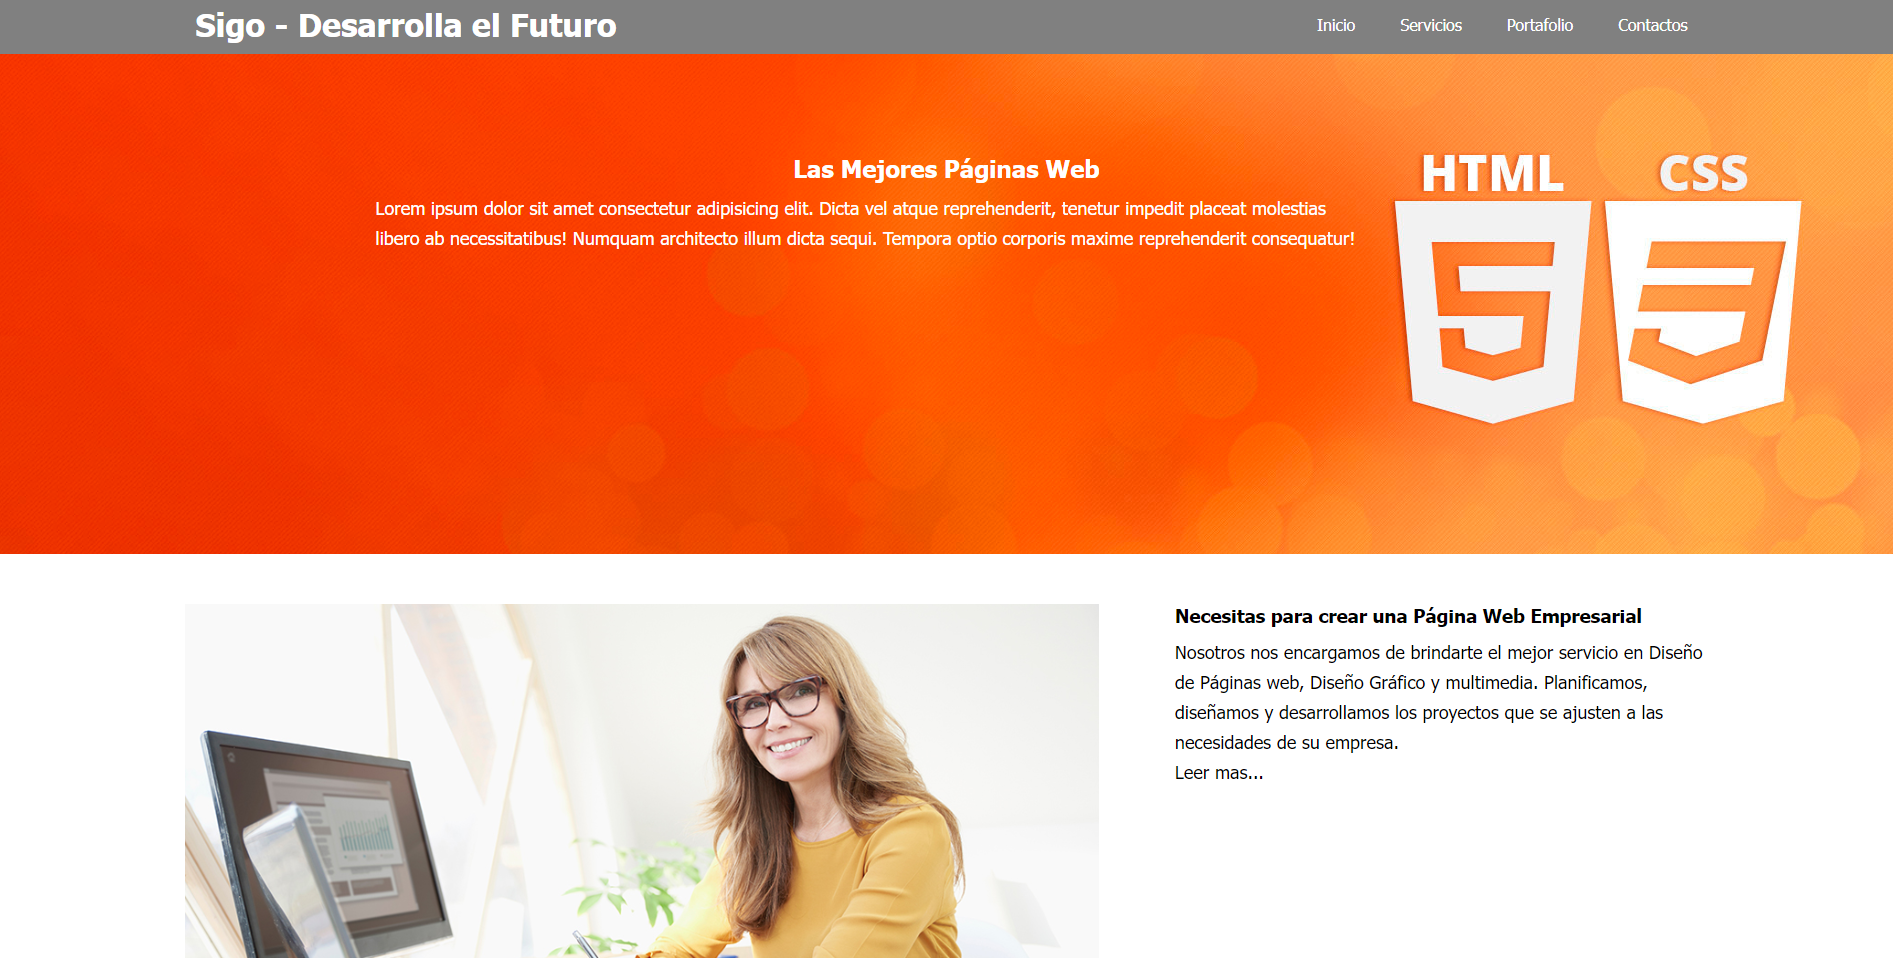 Sigo - Desarrolla el Futuro
Inicio Servicios Portafolio Contactos
Las Mejores Páginas Web
Lorem ipsum dolor sit amet consectetur adipisicing elit. Dicta vel atque reprehenderit, tenetur impedit placeat molestias
libero ab necessitatibus! Numquam architecto illum dicta sequi. Tempora optio corporis maxime reprehenderit consequatur!
HTML CSS
Necesitas para crear una Página Web Empresarial
Nosotros nos encargamos de brindarte el mejor servicio en Diseño
de Páginas web, Diseño Gráfico y multimedia. Planificamos,
diseñamos y desarrollamos los proyectos que se ajusten a las
necesidades de su empresa.
Leer mas...